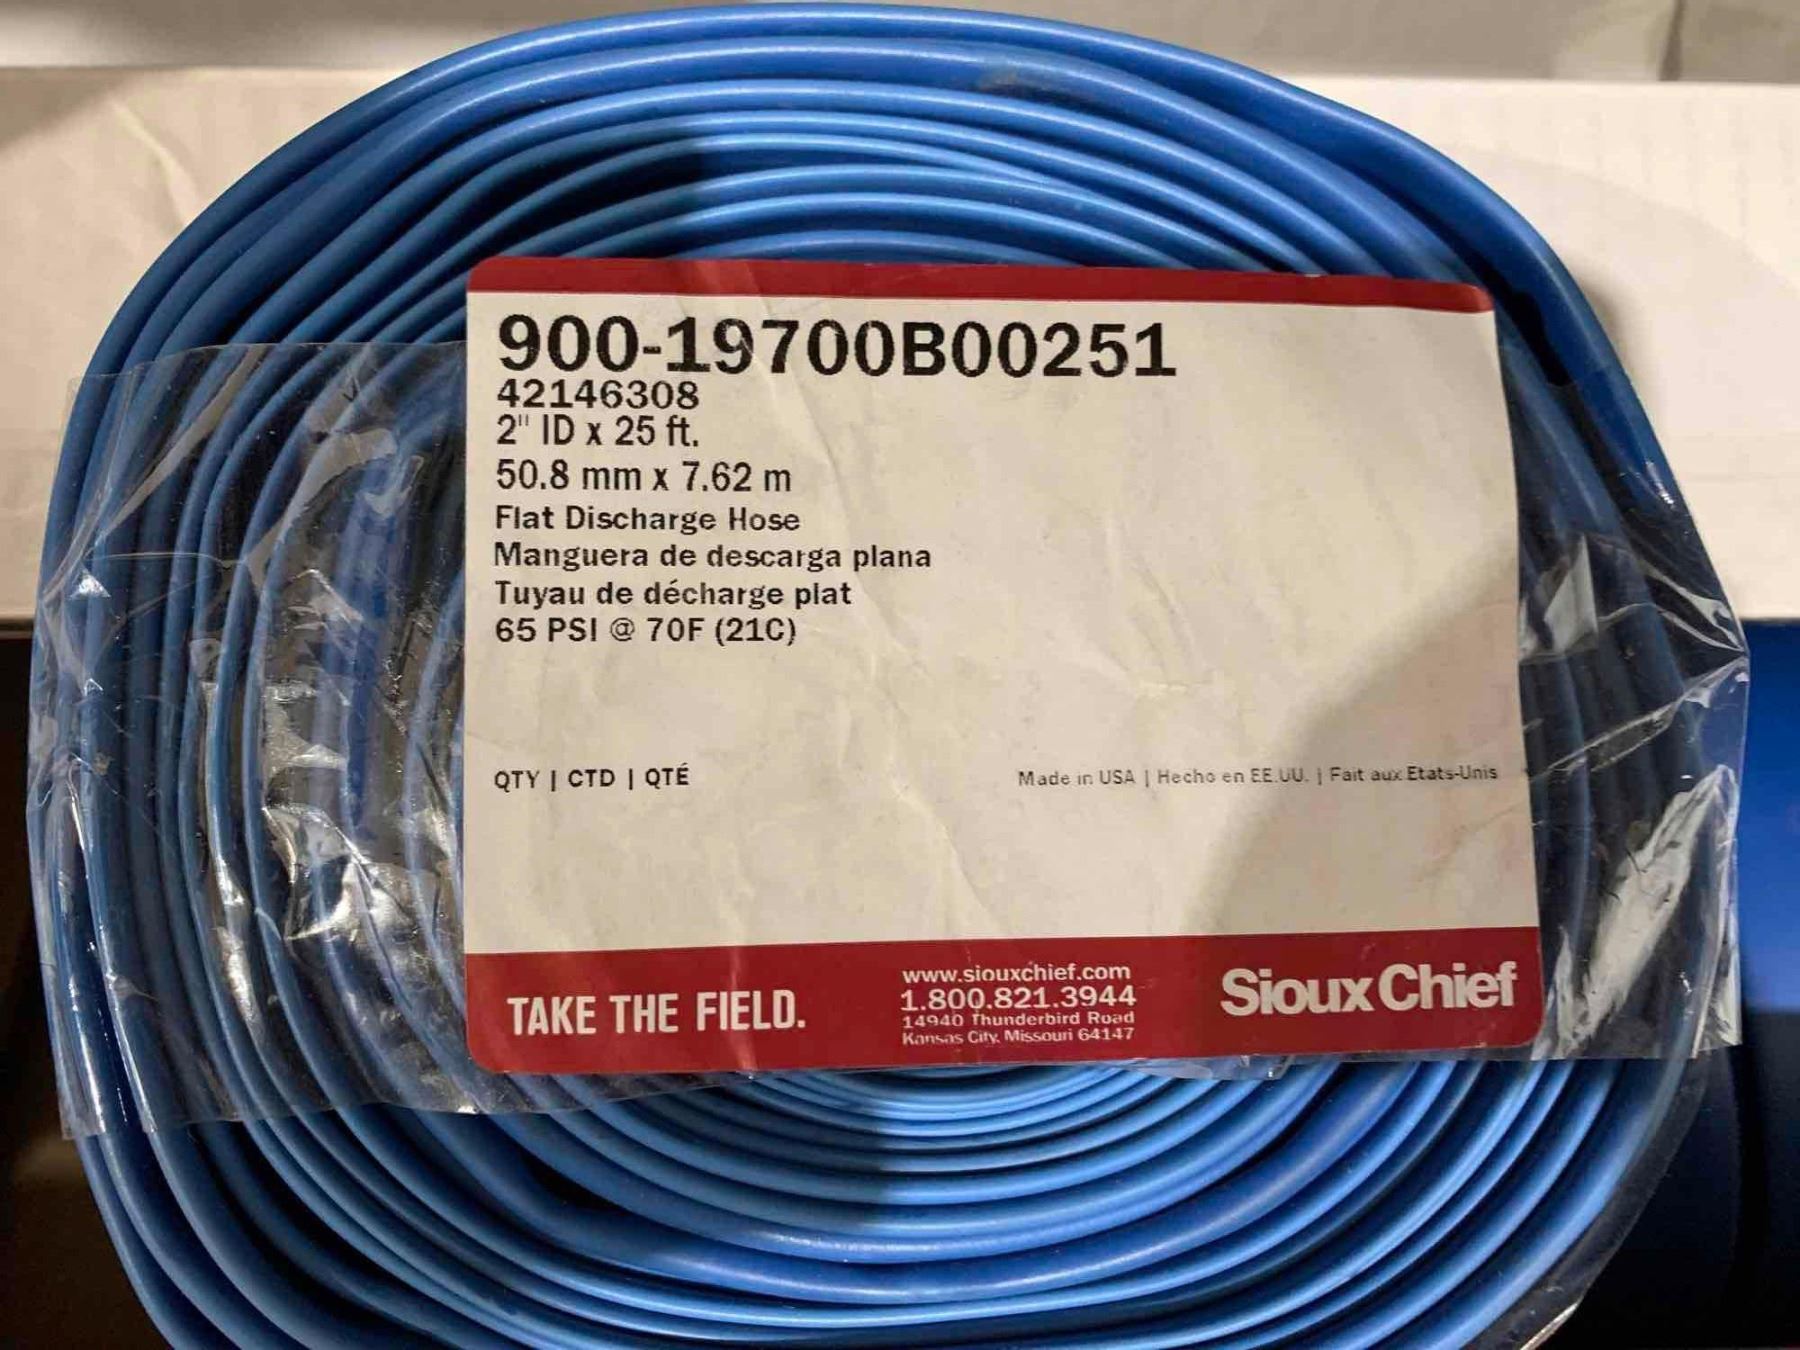 900-19700B00251
42146308
2" ID x 25 ft.
50.8 mm x 7.62 m
Flat Discharge Hose
Manguera de descarga plana
Tuyau de décharge plat
65 PSI @ 70F (21C)
QTY | CTD | QTÉ
Made in USA | Hecho en EE.UU. | Fait aux Etats-Unis
TAKE THE FIELD.
www.siouxchief.com
1.800.821.3944
14940 Thunderbird Road
Kansas City, Missouri 64147
Sioux Chief